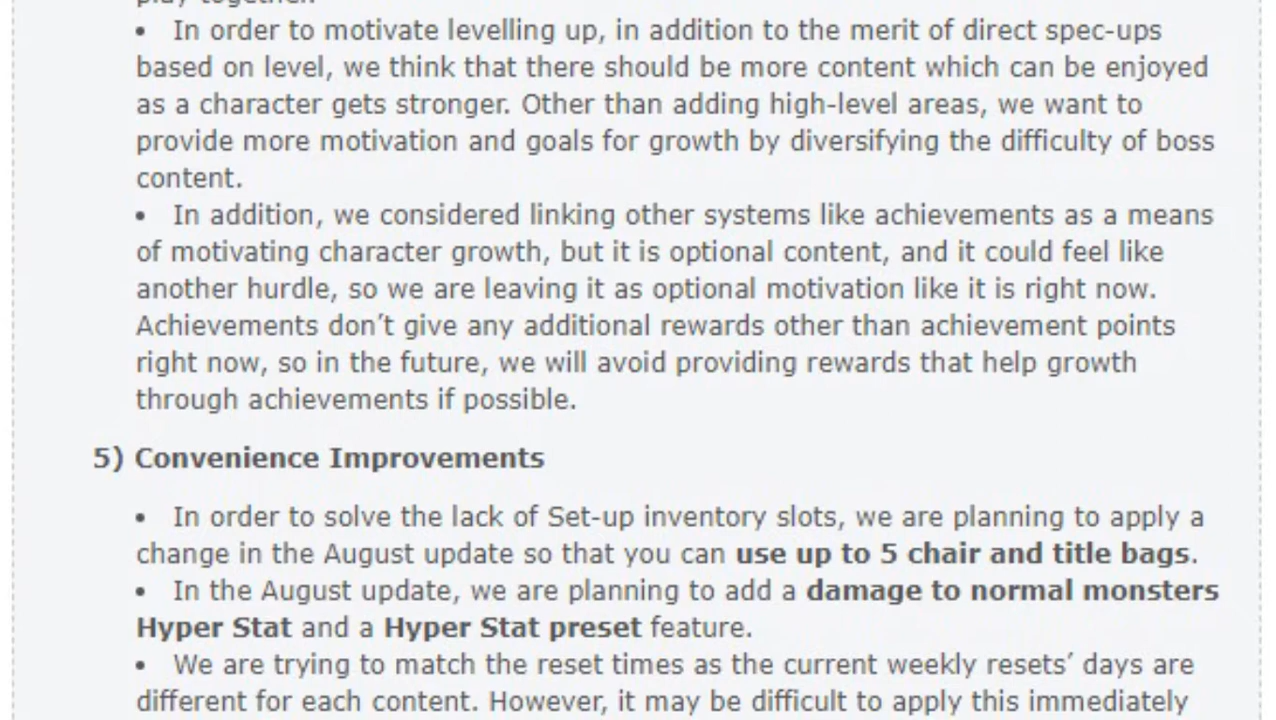 play together.
• In order to motivate levelling up, in addition to the merit of direct spec-ups
based on level, we think that there should be more content which can be enjoyed
as a character gets stronger. Other than adding high-level areas, we want to
provide more motivation and goals for growth by diversifying the difficulty of boss
content.
• In addition, we considered linking other systems like achievements as a means
of motivating character growth, but it is optional content, and it could feel like
another hurdle, so we are leaving it as optional motivation like it is right now.
Achievements don’t give any additional rewards other than achievement points
right now, so in the future, we will avoid providing rewards that help growth
through achievements if possible.
5) Convenience Improvements
• In order to solve the lack of Set-up inventory slots, we are planning to apply a
change in the August update so that you can use up to 5 chair and title bags.
• In the August update, we are planning to add a damage to normal monsters
Hyper Stat and a Hyper Stat preset feature.
• We are trying to match the reset times as the current weekly resets’ days are
different for each content. However, it may be difficult to apply this immediately